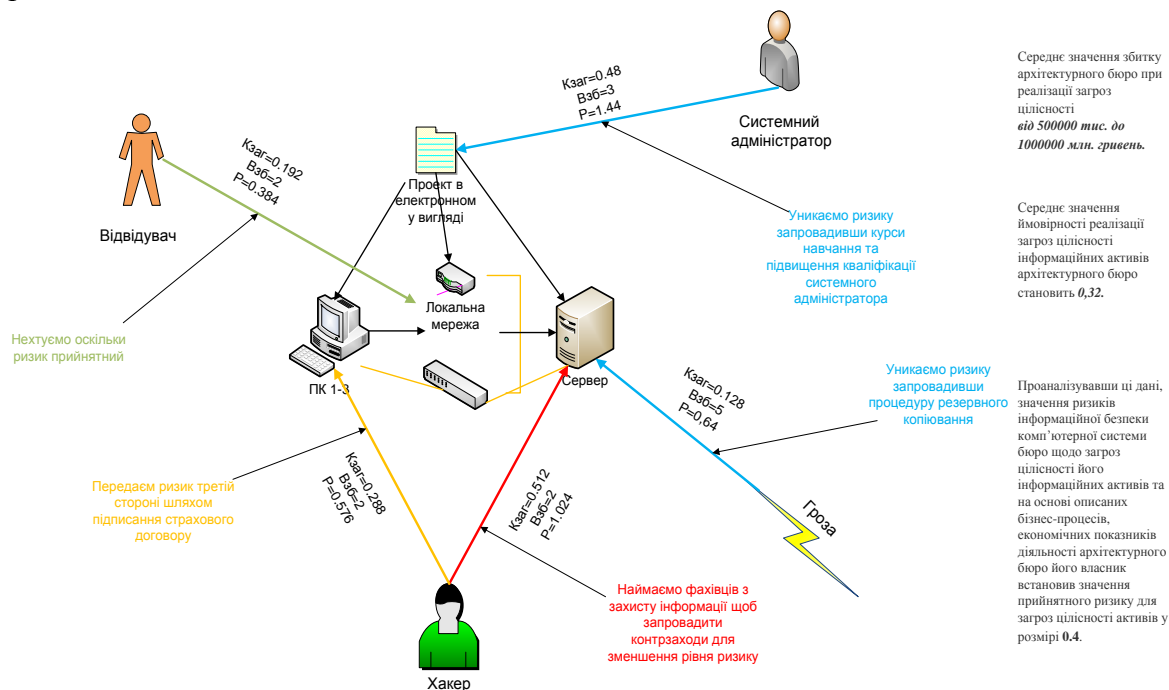 Кзаг=0.48
Взб=3
Р=1.44
Системний
адміністратор
Середнє значення збитку
архітектурного бюро при
реалізації загроз
цілісності
від 500000 тис. до
1000000 млн. гривень.
Кзаг=0.192
Взб=2
Р=0.384
Відвідувач
Проект в
електронном
у вигляді
Уникаємо ризику
запровадивши курси
навчання та
підвищення кваліфікації
системного
адміністратора
Середнє значення
ймовірності реалізації
загроз цілісності
інформаційних активів
архітектурного бюро
становить 0,32.
Нехтуємо оскільки
ризик прийнятний
Локальна
мережа
ПК 1-3
Сервер
Кзаг=0.128
Взб=5
Р=0,64
Уникаємо ризику
запровадивши
процедуру резервного
копіювання
Проаналізувавши ці дані,
значення ризиків
інформаційної безпеки
комп’ютерної системи
бюро щодо загроз
цілісності його
інформаційних активів та
на основі описаних
бізнес-процесів,
економічних показників
діяльності архітектурного
бюро його власник
встановив значення
прийнятного ризику для
загроз цілісності активів у
розмірі 0.4.
Передаєм ризик третій
стороні шляхом
підписання страхового
договору
Кзаг=0.288
Взб=2
Р=0.576
Кзаг=0.512
Взб=2
Р=1.024
Гроза
Наймаємо фахівців з
захисту інформації щоб
запровадити
контрзаходи для
зменшення рівня ризику
Хакер